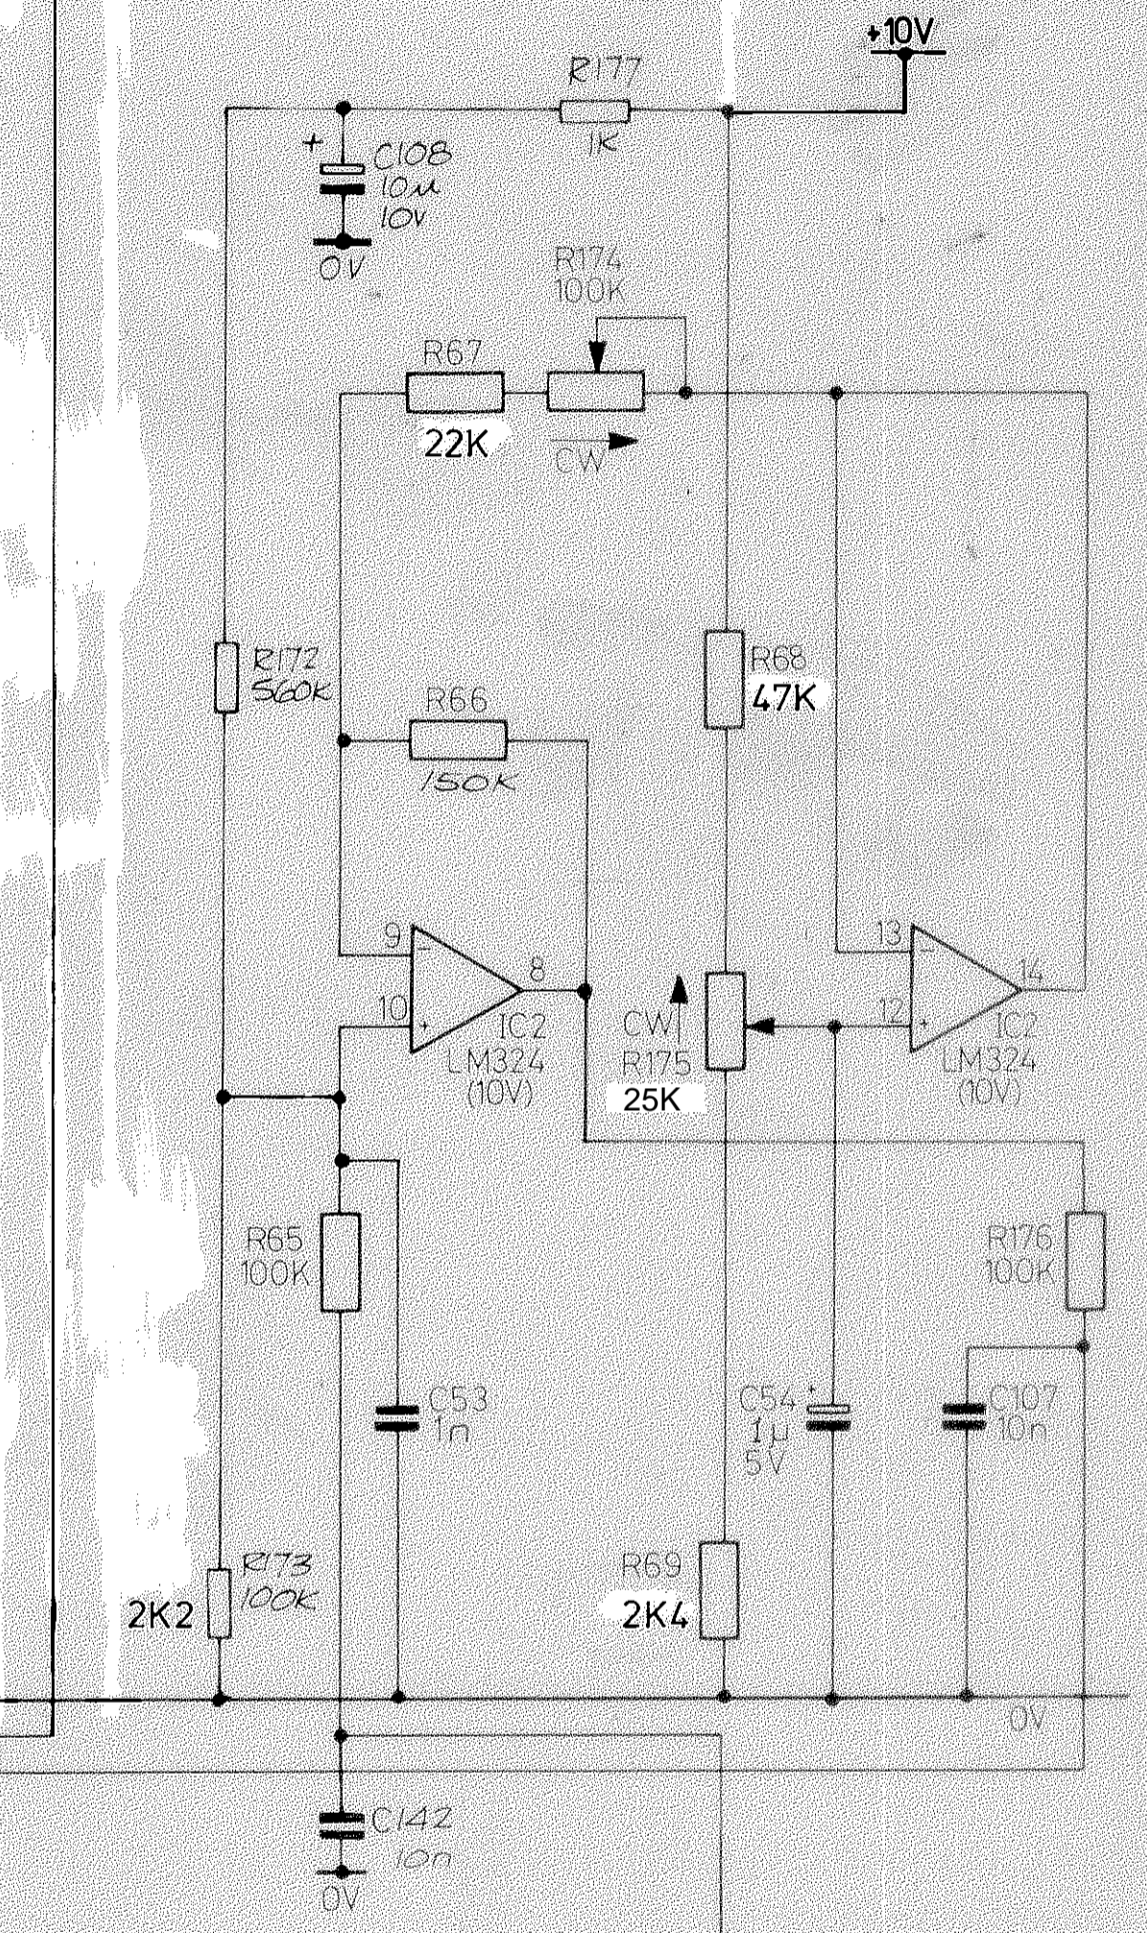 +10V
R177
1K
+
C108
10µ
10V
0V
R174
100K
R67
22K
CW
R172
560K
R68
47K
R66
150K
9
-
8
10
+
IC2
LM324
(10V)
13
-
14
12
+
IC2
LM324
(10V)
CW
R175
25K
R65
100K
R176
100K
C53
1n
C54
+
1µ
5V
C107
10n
R173
100K
2K2
R69
2K4
0V
C142
10n
0V